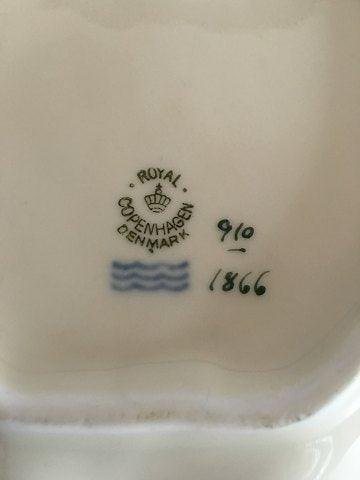 ROYAL
COPENHAGEN
DENMARK
910
1866